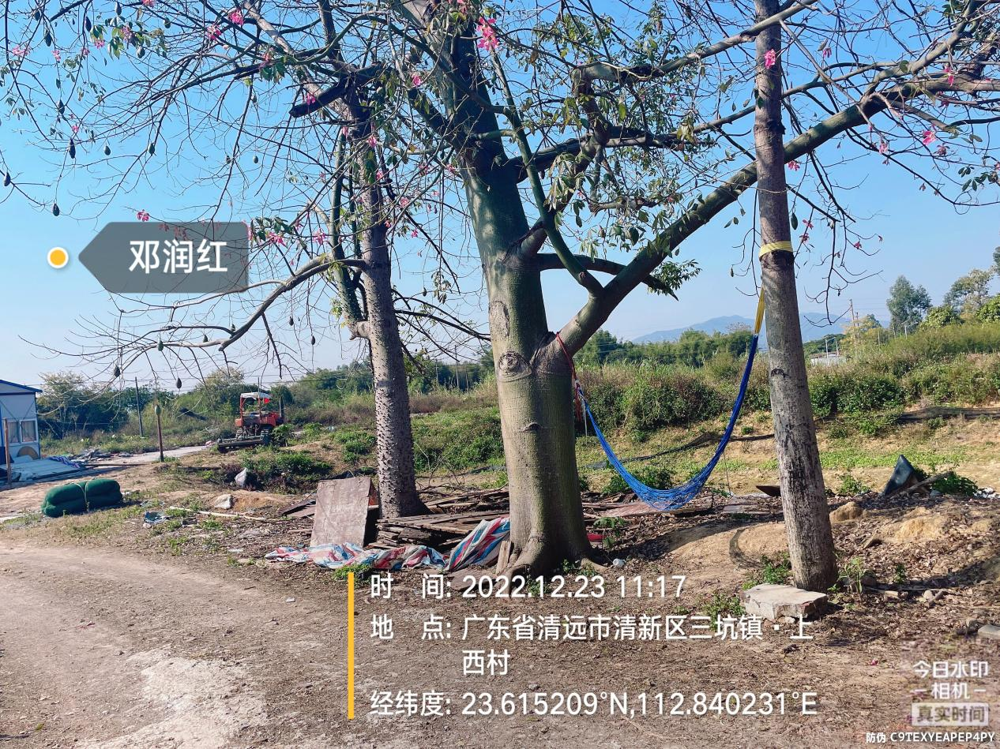 邓润红
时 间: 2022.12.23 11:17
地 点: 广东省清远市清新区三坑镇·上
西村
经纬度: 23.615209°N,112.840231°E
今日水印
相机
真实时间
防伪 C9TEXYEAPEP4PY